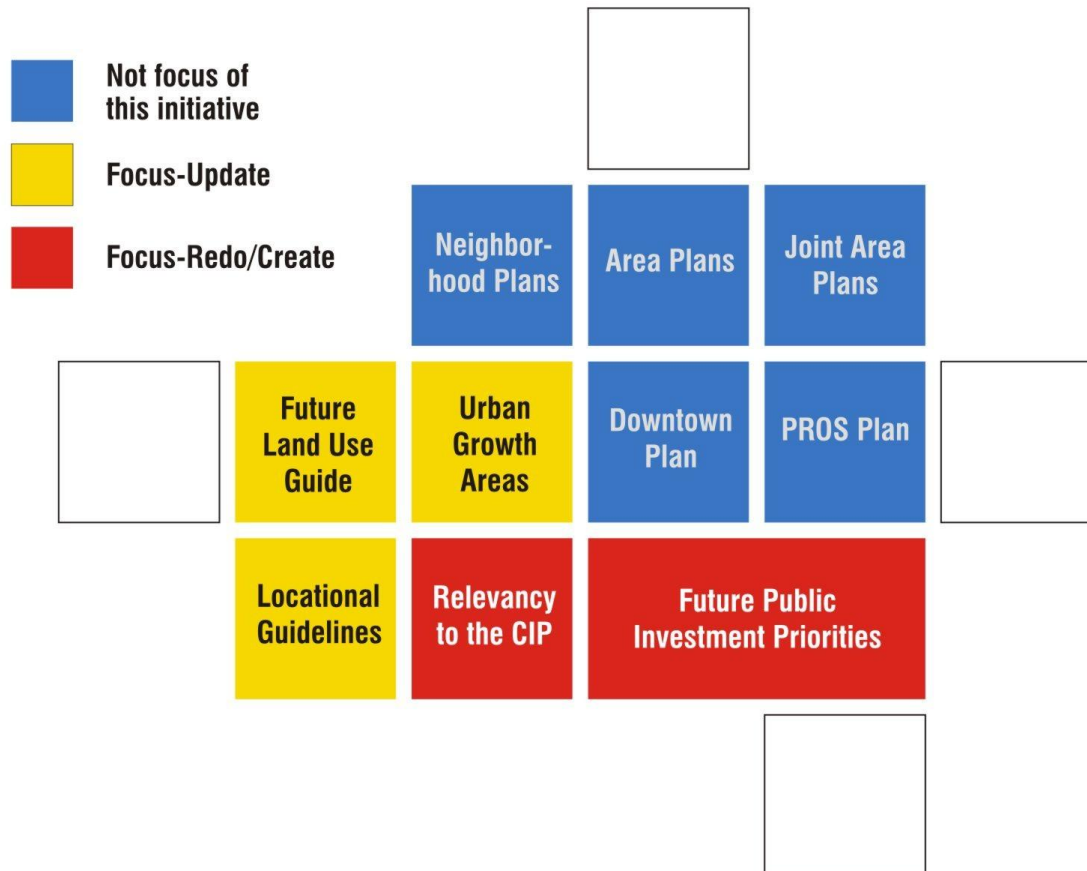 Not focus of
this initiative
Focus-Update
Focus-Redo/Create
Neighbor-
hood Plans
Area Plans
Joint Area
Plans
Future
Land Use
Guide
Urban
Growth
Areas
Downtown
Plan
PROS Plan
Locational
Guidelines
Relevancy
to the CIP
Future Public
Investment Priorities